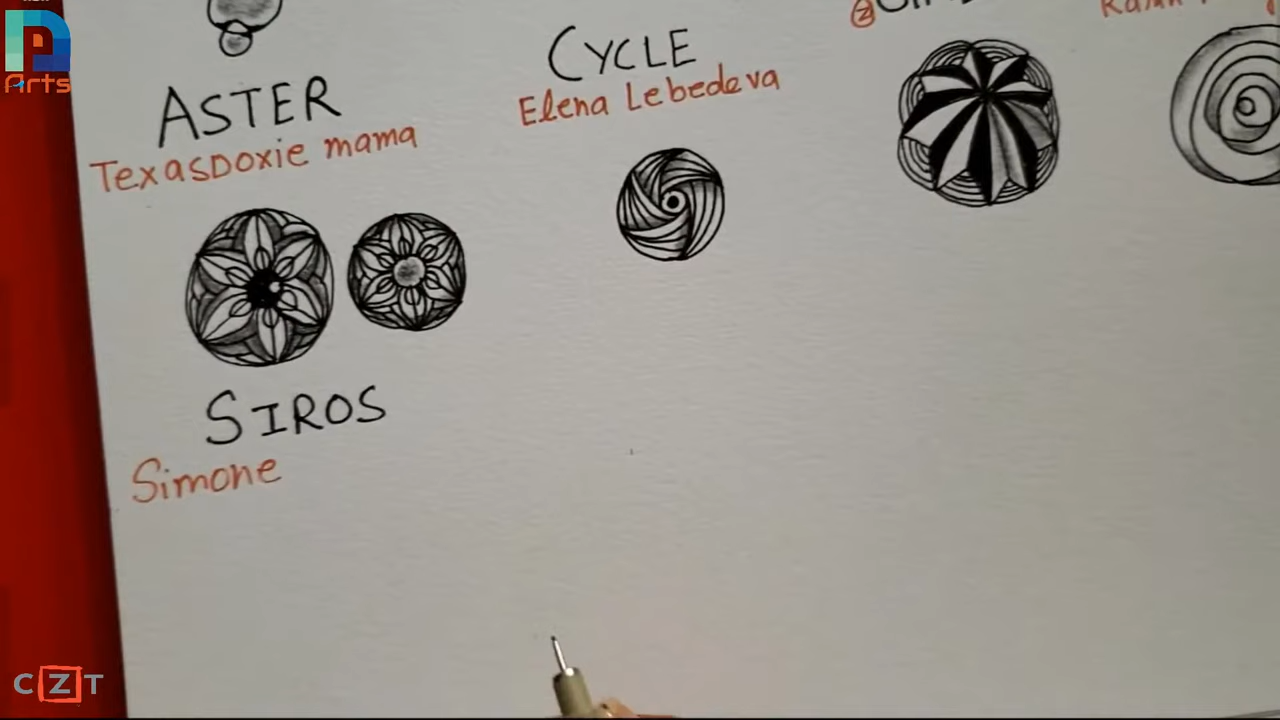 Arts
CYCLE
Elena Lebedeva
ASTER
Texasdoxie mama
SIROS
Simone
CZT